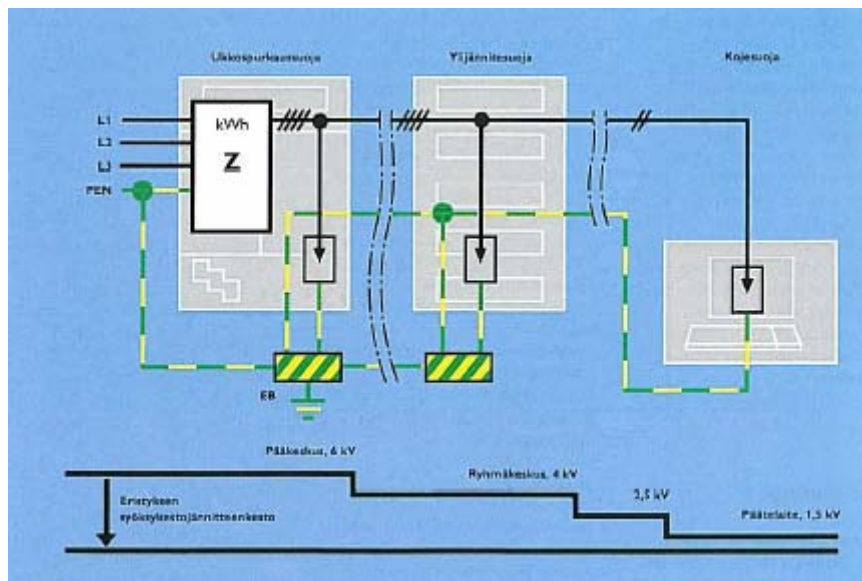 Ukkospurkaussuoja
Ylijännitesuoja
Kojesuoja
L1
L2
L3
PEN
kWh
Z
EB
Pääkeskus, 6 kV
Ryhmäkeskus, 4 kV
2,5 kV
Päätelaite, 1,5 kV
Eristyksen
syöksykestojännitteenkesto